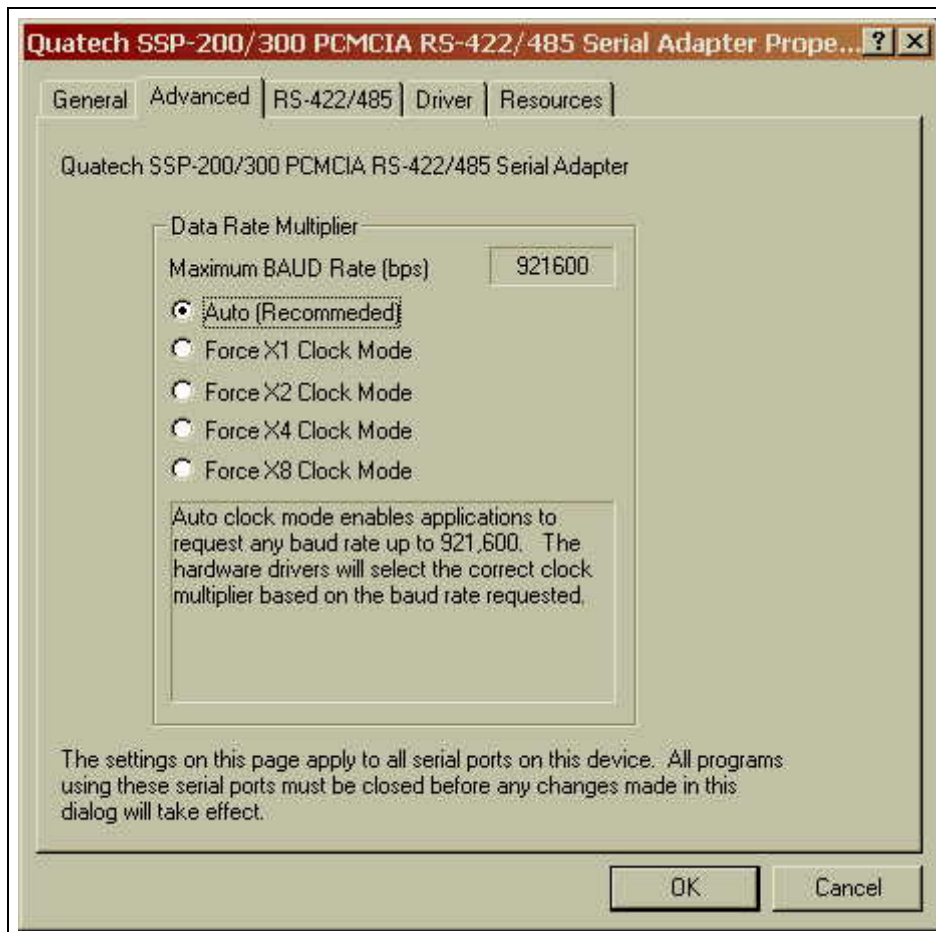 Quatech SSP-200/300 PCMCIA RS-422/485 Serial Adapter Prope...
General Advanced RS-422/485 Driver Resources
Quatech SSP-200/300 PCMCIA RS-422/485 Serial Adapter
Data Rate Multiplier
Maximum BAUD Rate (bps) 921600
Auto (Recommeded)
Force X1 Clock Mode
Force X2 Clock Mode
Force X4 Clock Mode
Force X8 Clock Mode
Auto clock mode enables applications to
request any baud rate up to 921,600. The
hardware drivers will select the correct clock
multiplier based on the baud rate requested.
The settings on this page apply to all serial ports on this device. All programs
using these serial ports must be closed before any changes made in this
dialog will take effect.
OK Cancel